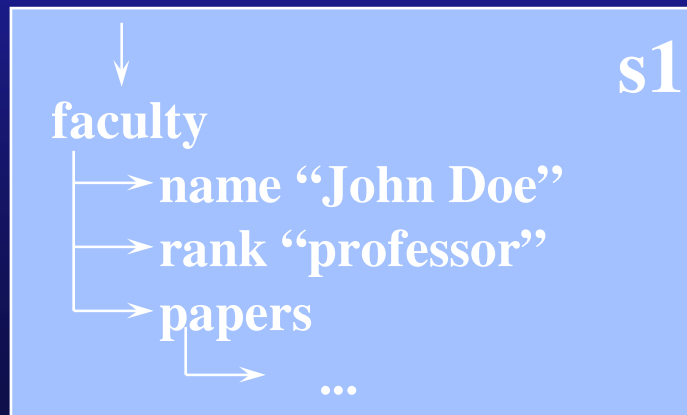 s1
faculty
name “John Doe”
rank “professor”
papers
...